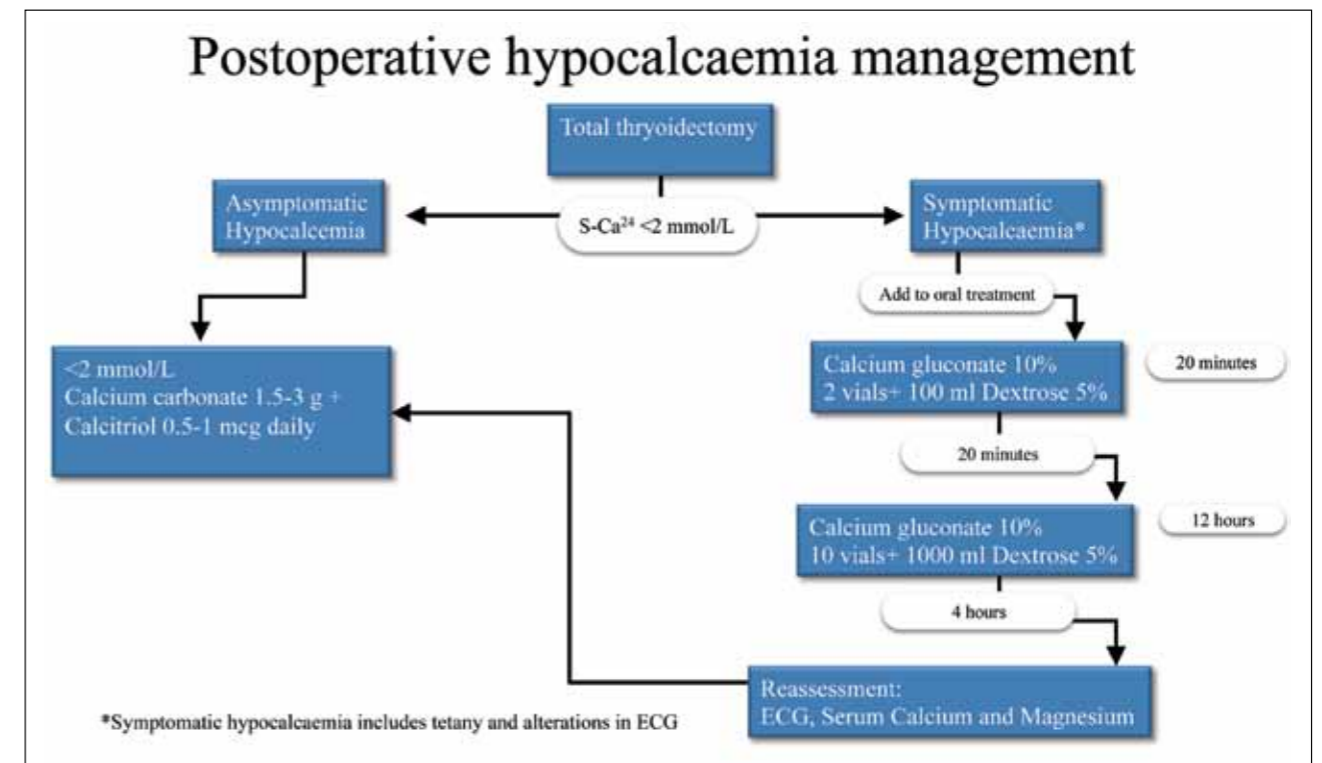 Postoperative hypocalcaemia management
Total thryoidectomy
Asymptomatic
Hypocalcemia
S-Ca²⁴ <2 mmol/L
Symptomatic
Hypocalcaemia*
Add to oral treatment
<2 mmol/L
Calcium carbonate 1.5-3 g +
Calcitriol 0.5-1 mcg daily
Calcium gluconate 10%
2 vials+ 100 ml Dextrose 5%
20 minutes
20 minutes
Calcium gluconate 10%
10 vials+ 1000 ml Dextrose 5%
12 hours
4 hours
Reassessment:
ECG, Serum Calcium and Magnesium
*Symptomatic hypocalcaemia includes tetany and alterations in ECG